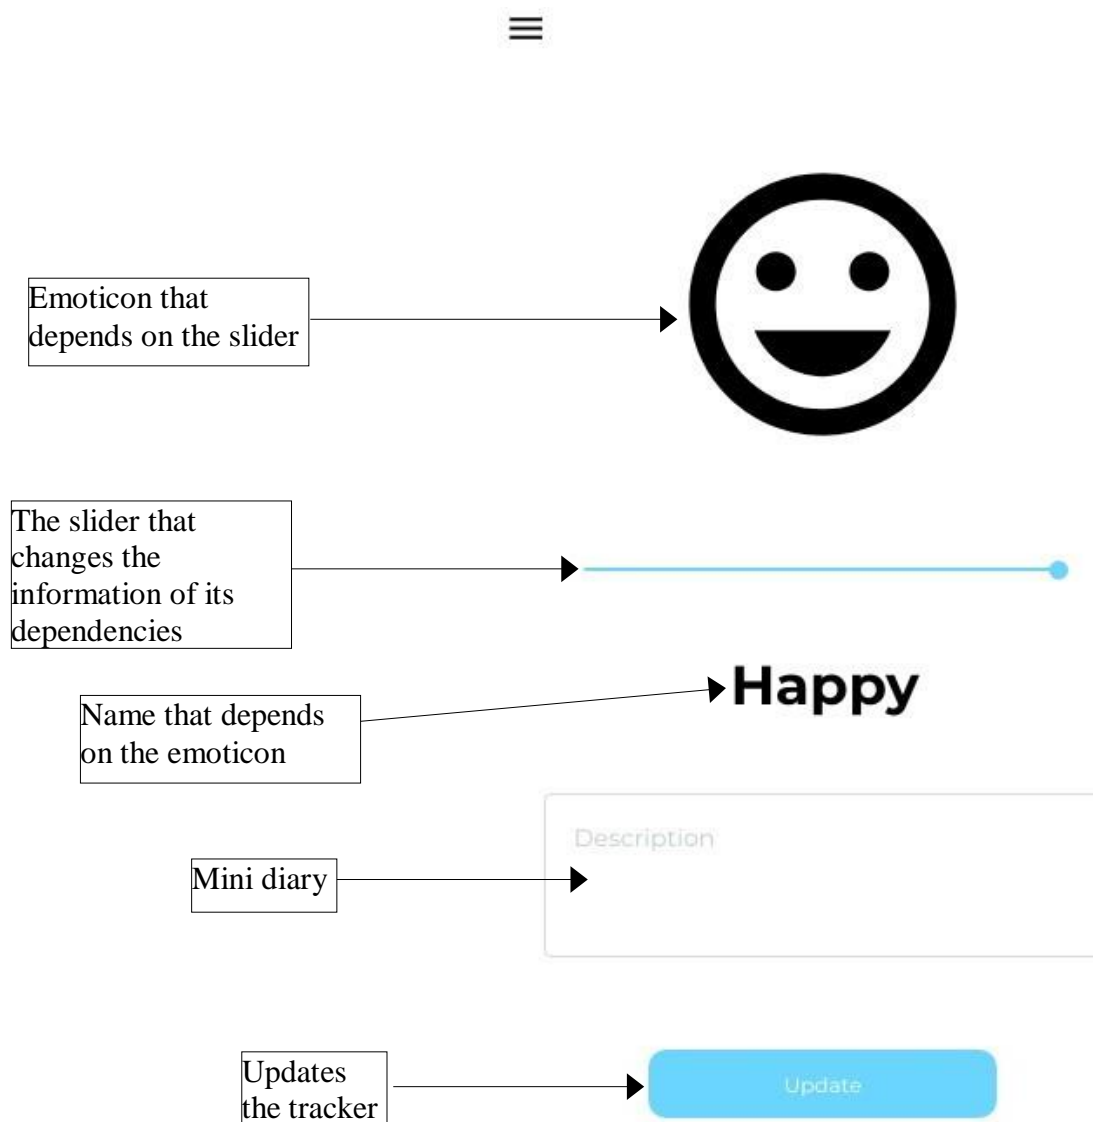 Emoticon that
depends on the slider
The slider that
changes the
information of its
dependencies
Happy
Name that depends
on the emoticon
Description
Mini diary
Updates
the tracker
Update